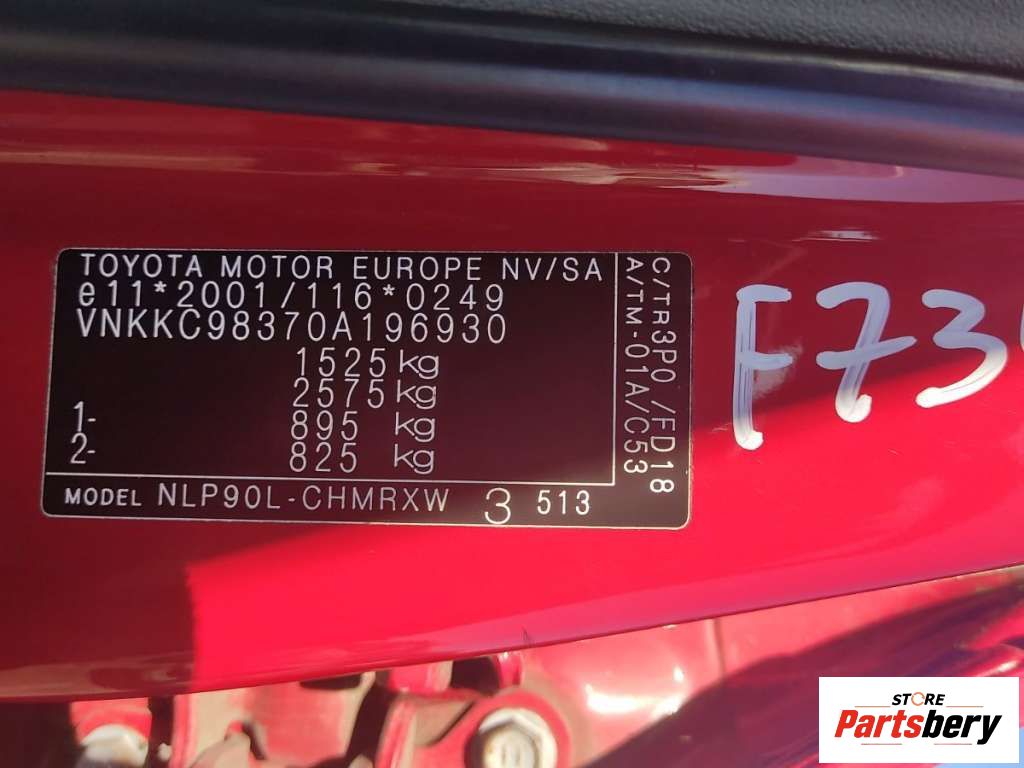 TOYOTA MOTOR EUROPE NV/SA
e11*2001/116*0249
VNKKC98370A196930
1525 kg
2575 kg
1- 895 kg
2- 825 kg
MODEL NLP90L-CHMRXW 3 513
C/TR3P0 /FD18
A/TM-01A/C53
F73
STORE
Partsbery